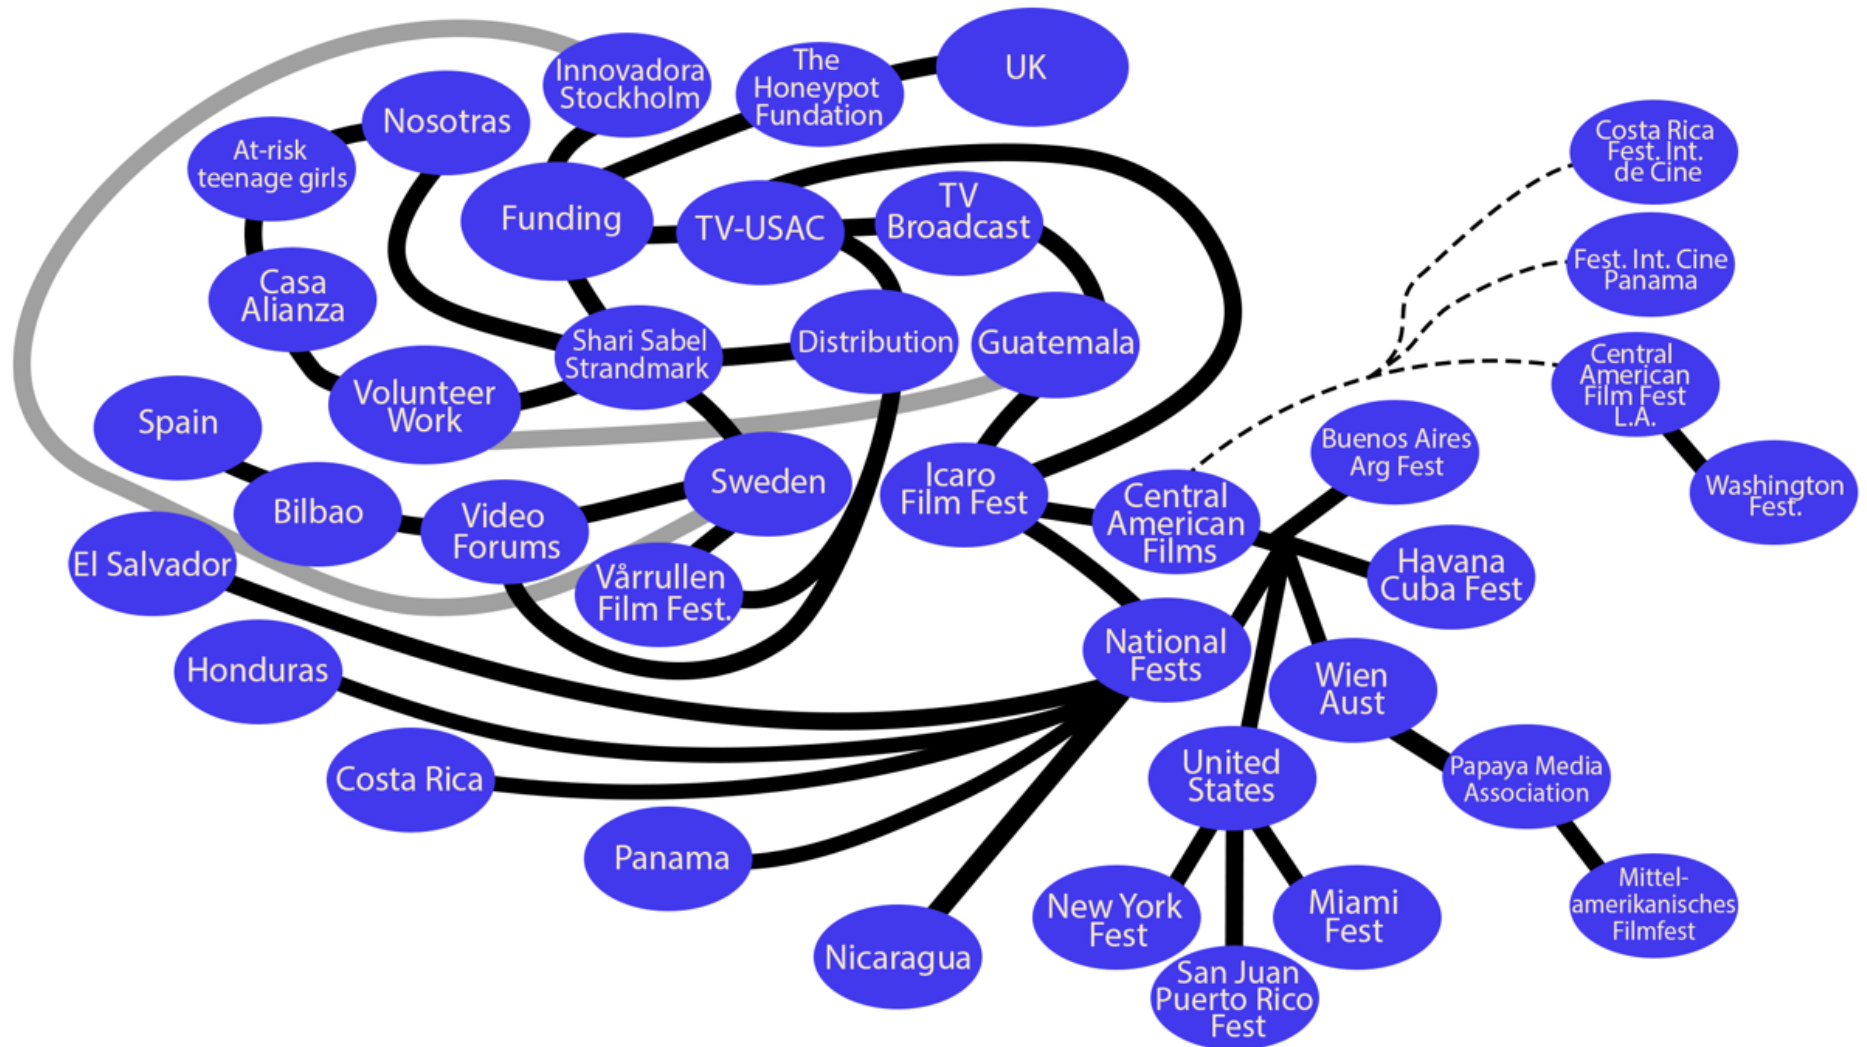 Innovadora
Stockholm
The
Honeypot
Fundation
UK
Nosotras
At-risk
teenage girls
Funding
TV-USAC
TV
Broadcast
Costa Rica
Fest. Int.
de Cine
Fest. Int. Cine
Panama
Casa
Alianza
Shari Sabel
Strandmark
Distribution
Guatemala
Central
American
Film Fest
L.A.
Volunteer
Work
Spain
Buenos Aires
Arg Fest
Washington
Fest.
Bilbao
Video
Forums
Sweden
Icaro
Film Fest
Central
American
Films
El Salvador
Vårrullen
Film Fest.
Havana
Cuba Fest
Honduras
National
Fests
Wien
Aust
Costa Rica
United
States
Papaya Media
Association
Panama
Nicaragua
New York
Fest
San Juan
Puerto Rico
Fest
Miami
Fest
Mittel-
amerikanisches
Filmfest